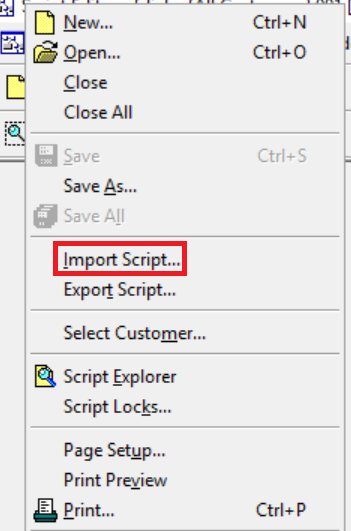 New... Ctrl+N
Open... Ctrl+O
Close
Close All
Save Ctrl+S
Save As...
Save All
Import Script...
Export Script...
Select Customer...
Script Explorer
Script Locks...
Page Setup...
Print Preview
Print... Ctrl+P